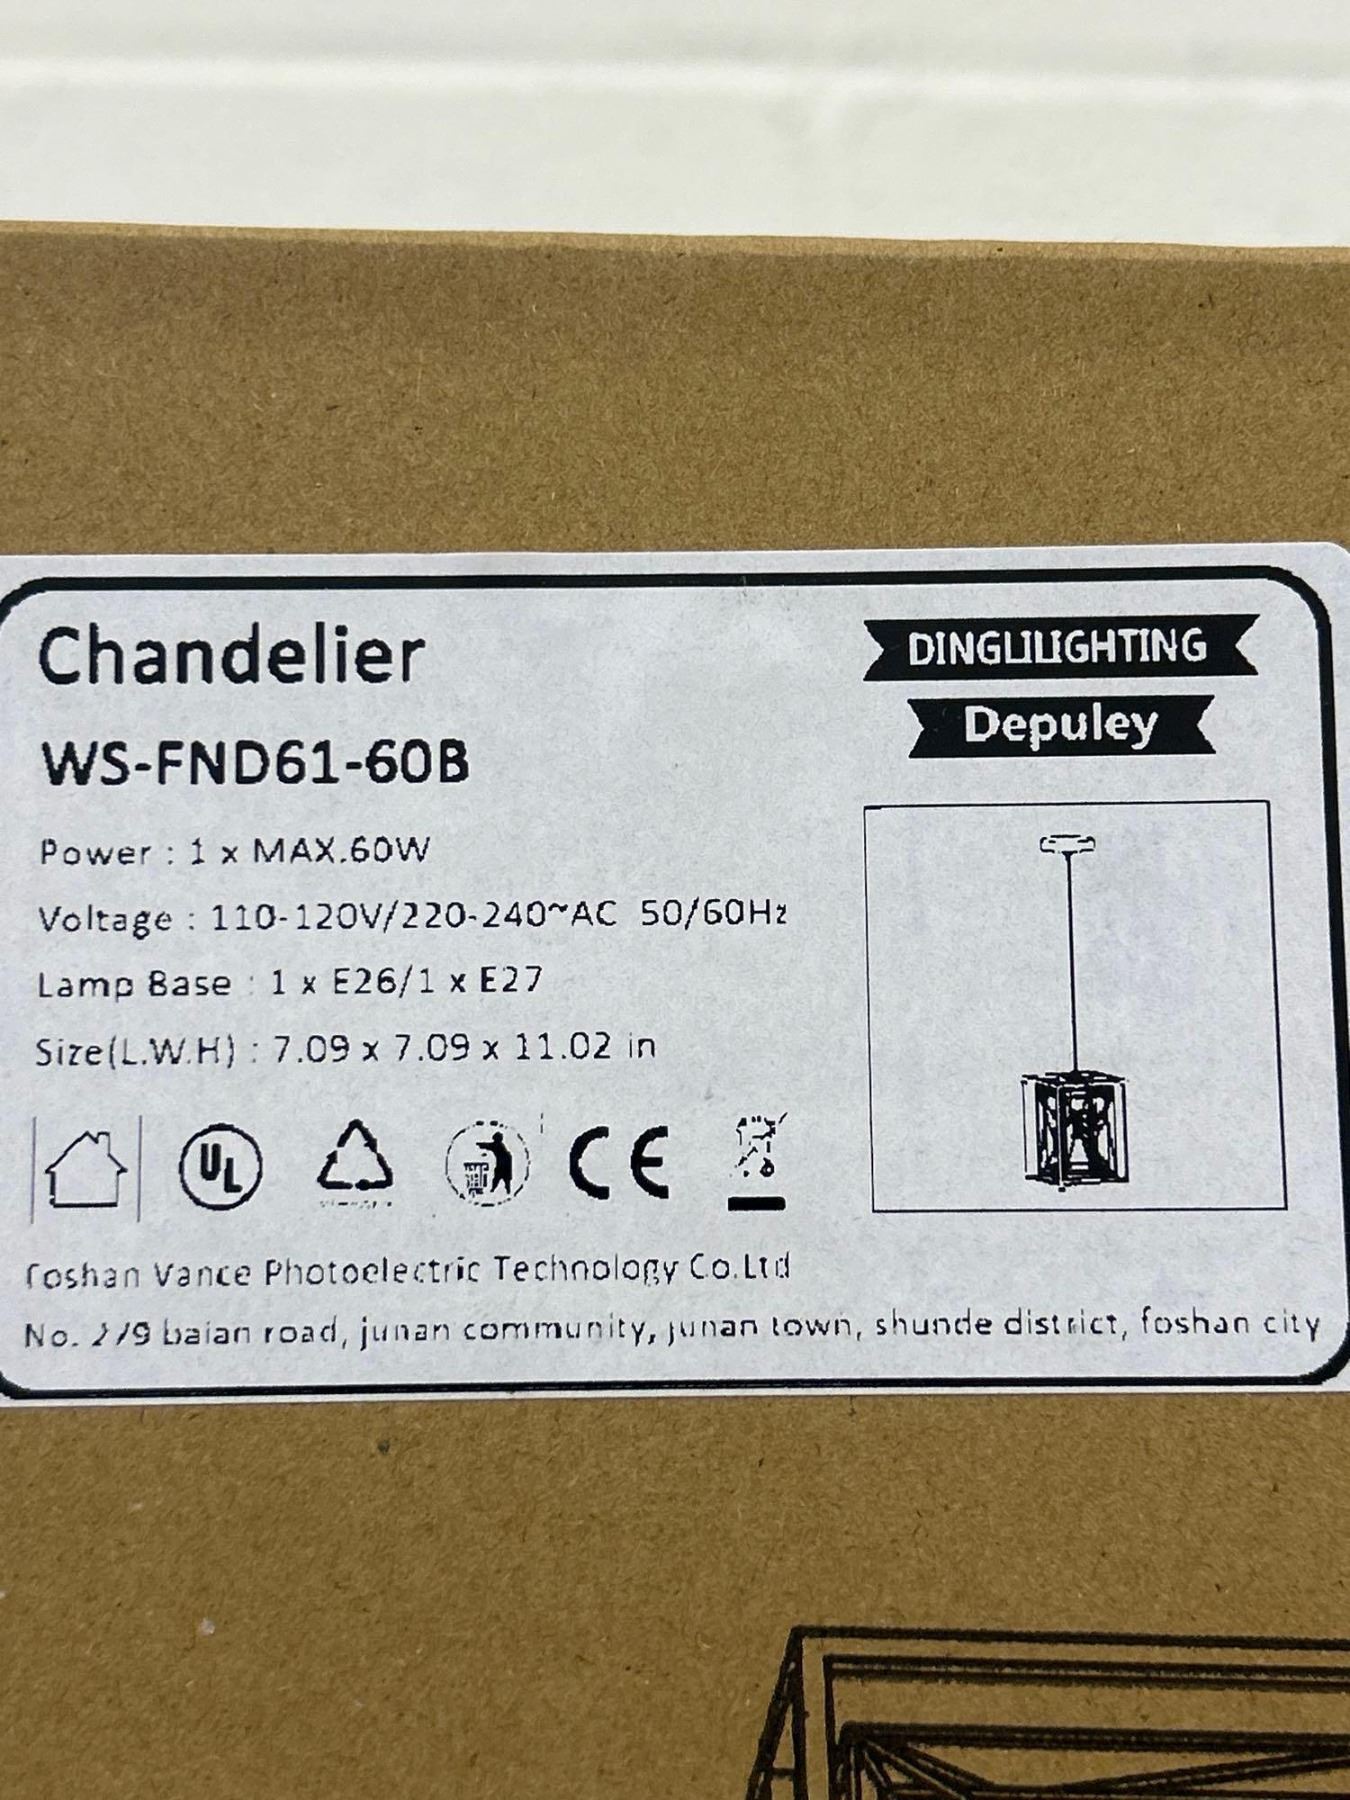 Chandelier
DINGLILIGHTING
Depuley
WS-FND61-60B
Power : 1 x MAX.60W
Voltage : 110-120V/220-240~AC 50/60Hz
Lamp Base : 1 x E26/1 x E27
Size(L.W.H) : 7.09 x 7.09 x 11.02 in
UL
CE
Foshan Vance Photoelectric Technology Co.Ltd
No. baian road, junan community, junan town, shunde district, foshan city